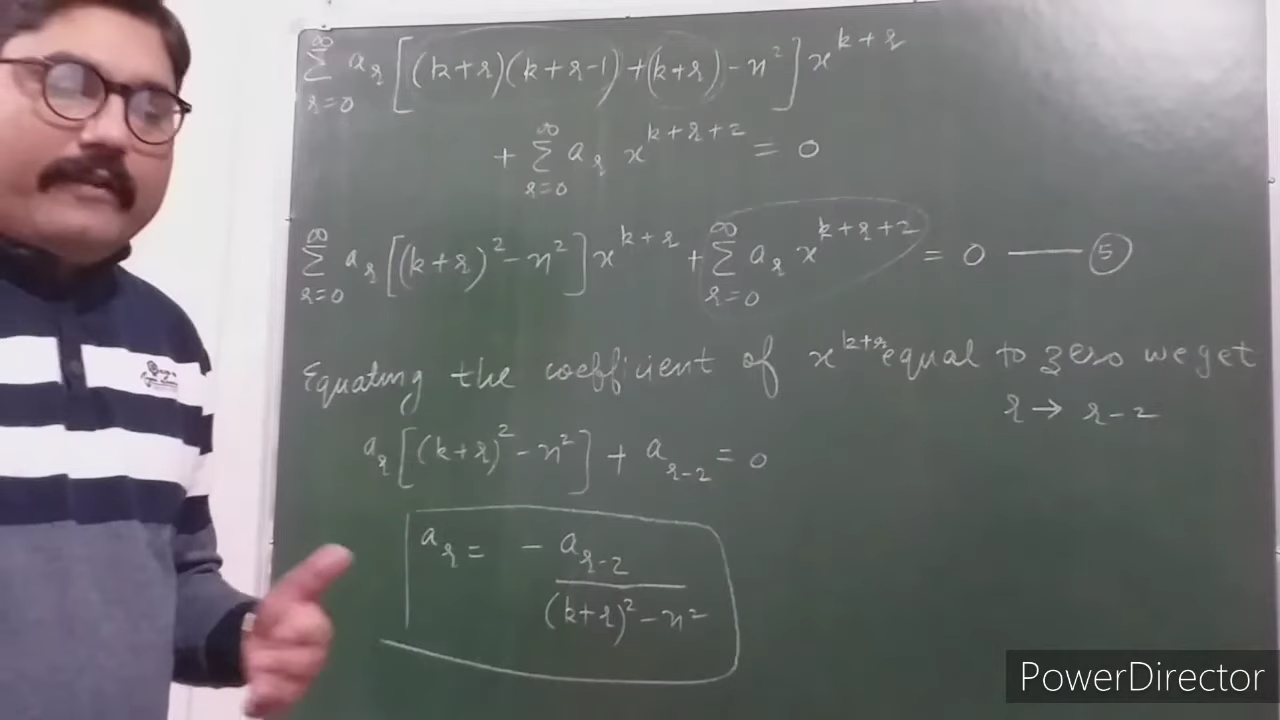 ∞ ∑ r=0 a_r [(k+r)(k+r-1) + (k+r) - n²] x^{k+r}
+ ∞ ∑ r=0 a_r x^{k+r+2} = 0
∞ ∑ r=0 a_r [(k+r)² - n²] x^{k+r} + ∞ ∑ r=0 a_r x^{k+r+2} = 0 — ⑤
Equating the coefficient of x^{k+r} equal to zero we get
r → r-2
a_r [(k+r)² - n²] + a_{r-2} = 0
a_r = - a_{r-2} / (k+r)² - n²
PowerDirector